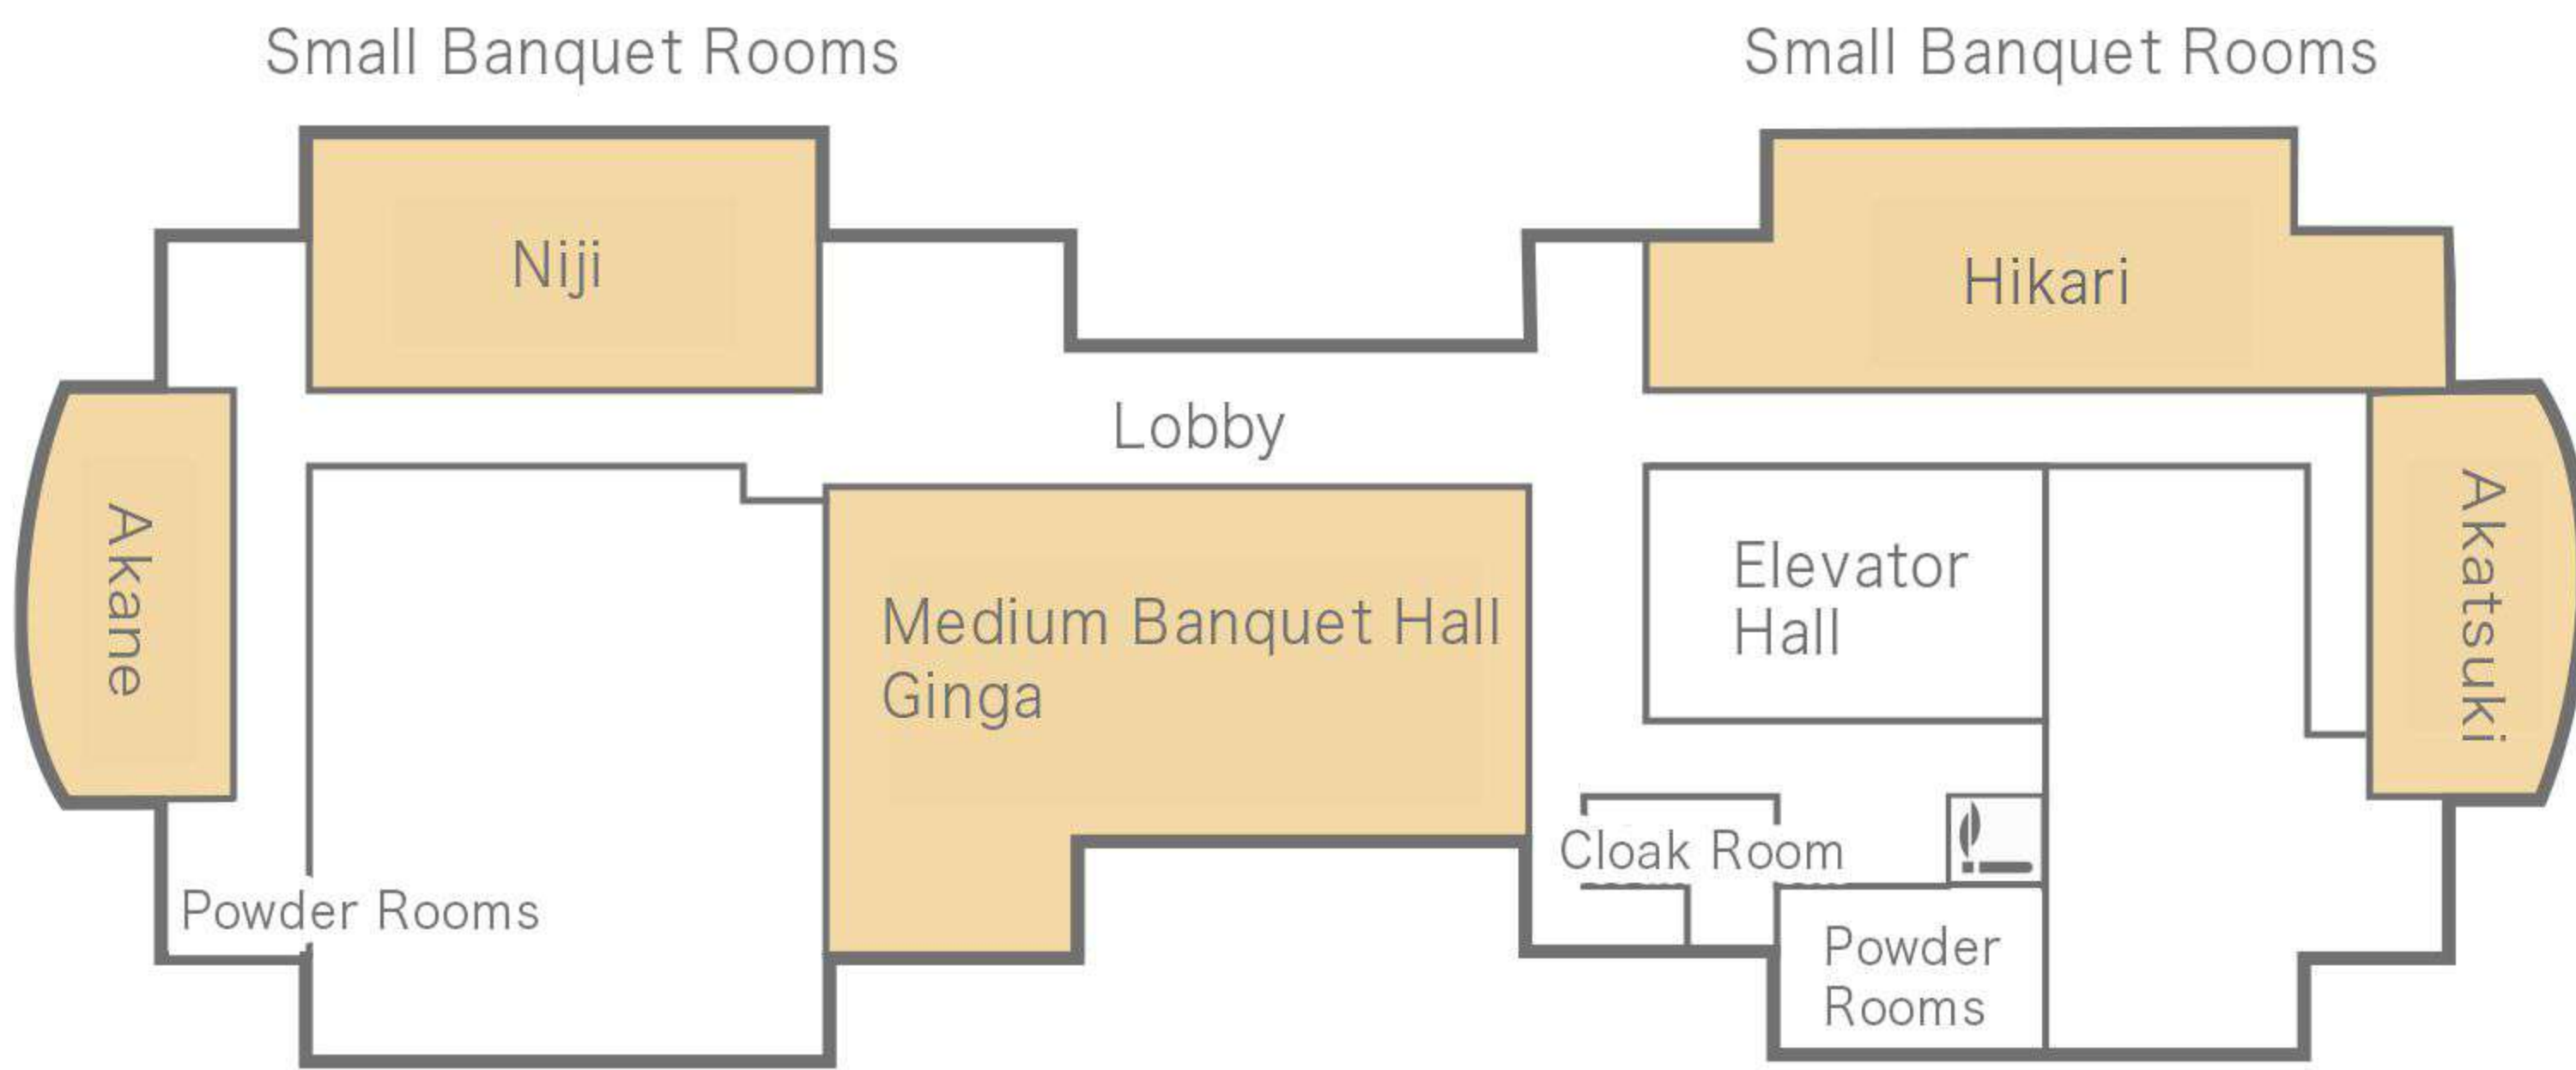 Small Banquet Rooms
Small Banquet Rooms
Niji
Hikari
Lobby
Akane
Medium Banquet Hall
Ginga
Elevator
Hall
Akatsuki
Cloak Room
Powder Rooms
Powder
Rooms